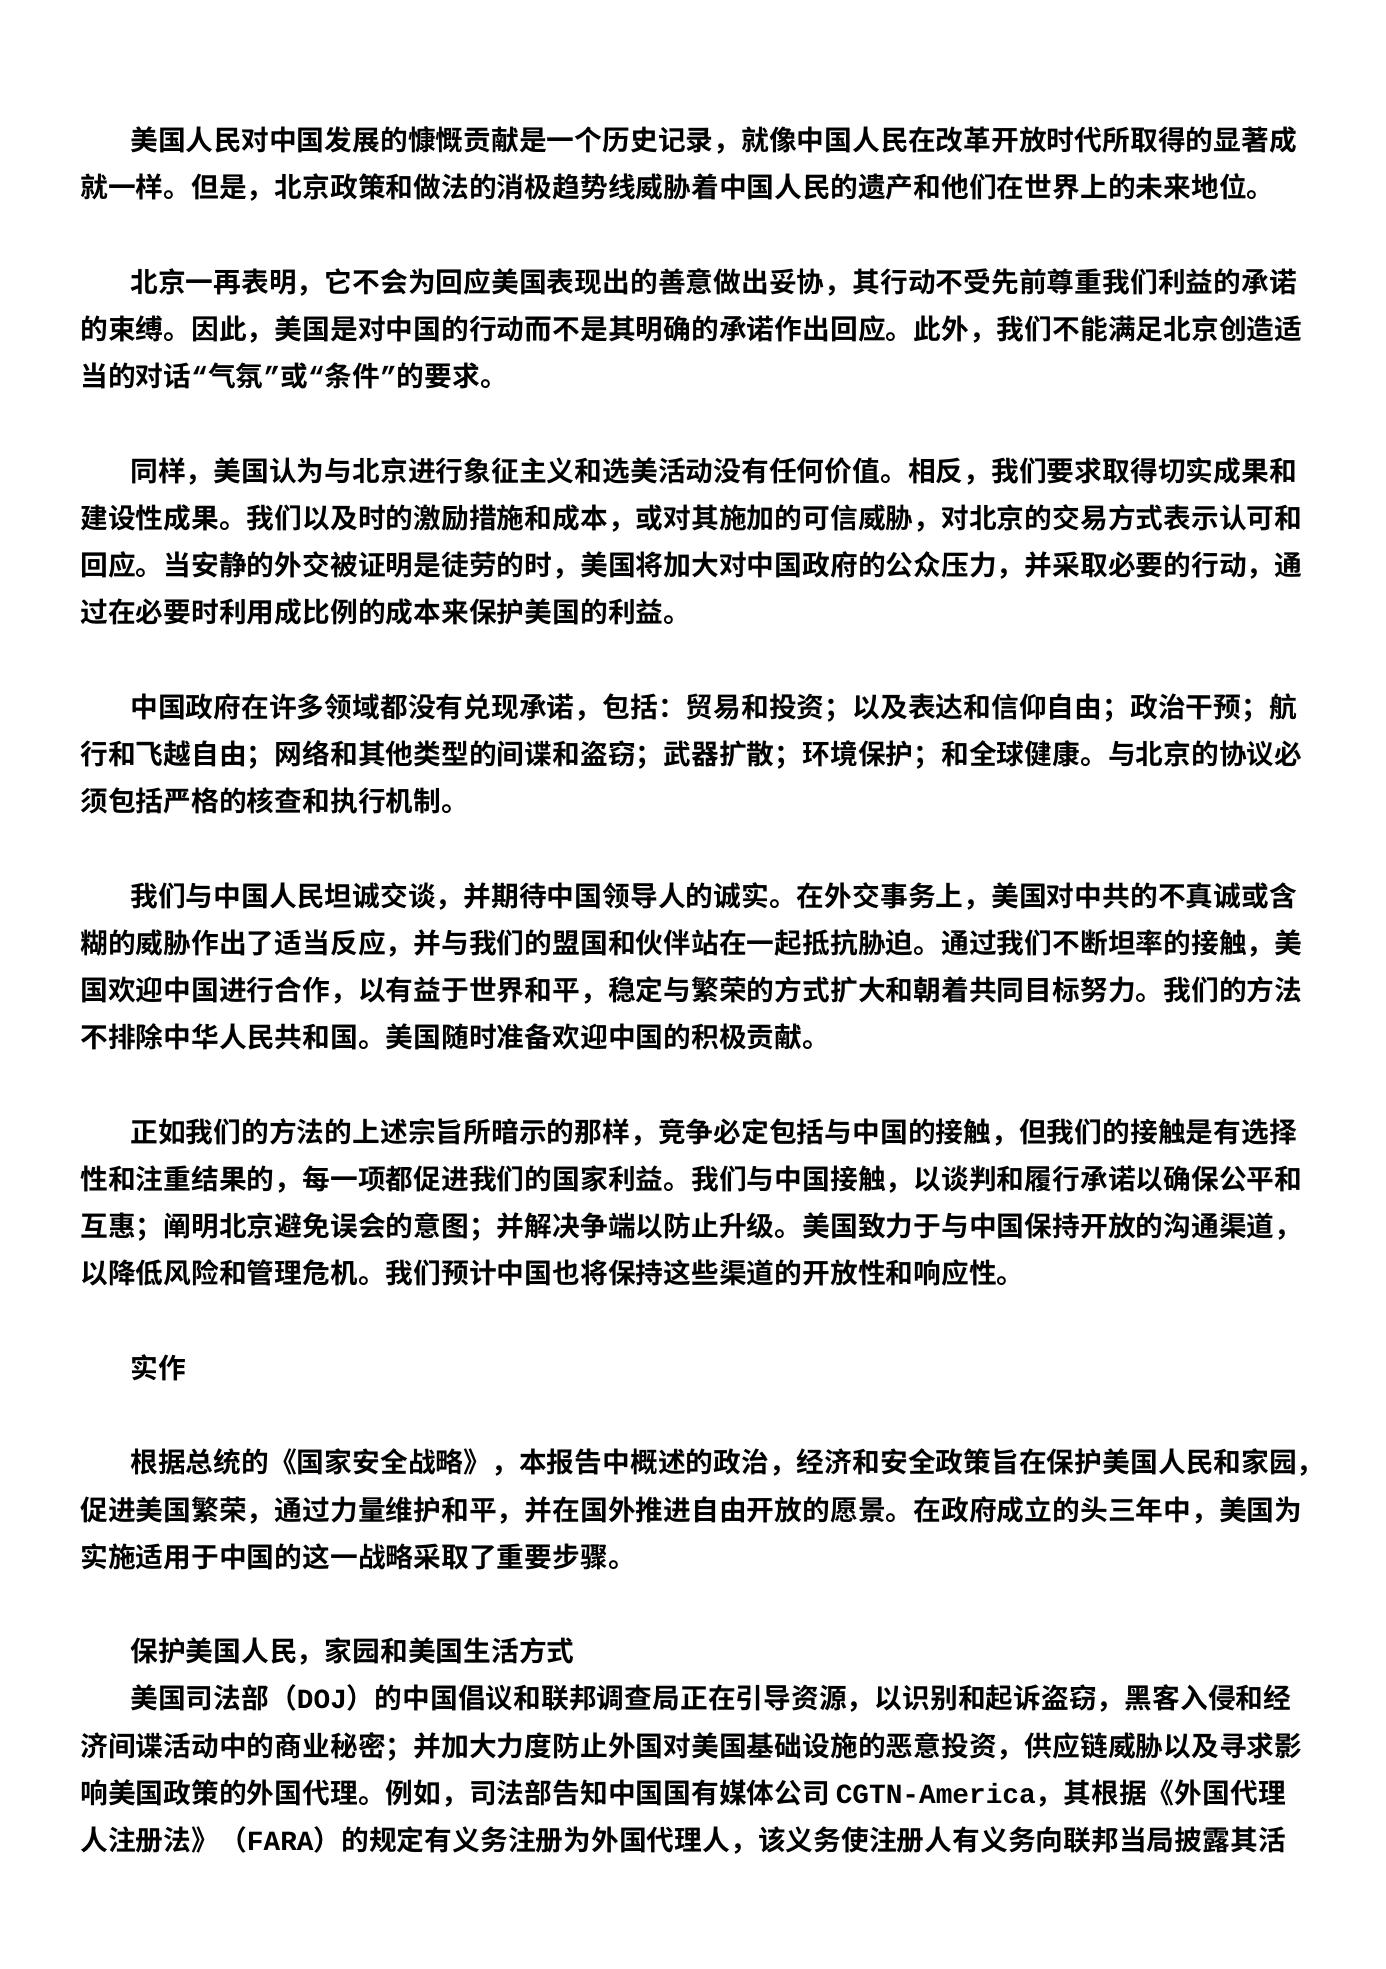 美国人民对中国发展的慷慨贡献是一个历史记录，就像中国人民在改革开放时代所取得的显著成
就一样。但是，北京政策和做法的消极趋势线威胁着中国人民的遗产和他们在世界上的未来地位。
北京一再表明，它不会为回应美国表现出的善意做出妥协，其行动不受先前尊重我们利益的承诺
的束缚。因此，美国是对中国的行动而不是其明确的承诺作出回应。此外，我们不能满足北京创造适
当的对话“气氛”或“条件”的要求。
同样，美国认为与北京进行象征主义和选美活动没有任何价值。相反，我们要求取得切实成果和
建设性成果。我们以及时的激励措施和成本，或对其施加的可信威胁，对北京的交易方式表示认可和
回应。当安静的外交被证明是徒劳的时，美国将加大对中国政府的公众压力，并采取必要的行动，通
过在必要时利用成比例的成本来保护美国的利益。
中国政府在许多领域都没有兑现承诺，包括：贸易和投资；以及表达和信仰自由；政治干预；航
行和飞越自由；网络和其他类型的间谍和盗窃；武器扩散；环境保护；和全球健康。与北京的协议必
须包括严格的核查和执行机制。
我们与中国人民坦诚交谈，并期待中国领导人的诚实。在外交事务上，美国对中共的不真诚或含
糊的威胁作出了适当反应，并与我们的盟国和伙伴站在一起抵抗胁迫。通过我们不断坦率的接触，美
国欢迎中国进行合作，以有益于世界和平，稳定与繁荣的方式扩大和朝着共同目标努力。我们的方法
不排除中华人民共和国。美国随时准备欢迎中国的积极贡献。
正如我们的方法的上述宗旨所暗示的那样，竞争必定包括与中国的接触，但我们的接触是有选择
性和注重结果的，每一项都促进我们的国家利益。我们与中国接触，以谈判和履行承诺以确保公平和
互惠；阐明北京避免误会的意图；并解决争端以防止升级。美国致力于与中国保持开放的沟通渠道，
以降低风险和管理危机。我们预计中国也将保持这些渠道的开放性和响应性。
实作
根据总统的《国家安全战略》，本报告中概述的政治，经济和安全政策旨在保护美国人民和家园，
促进美国繁荣，通过力量维护和平，并在国外推进自由开放的愿景。在政府成立的头三年中，美国为
实施适用于中国的这一战略采取了重要步骤。
保护美国人民，家园和美国生活方式
美国司法部（DOJ）的中国倡议和联邦调查局正在引导资源，以识别和起诉盗窃，黑客入侵和经
济间谍活动中的商业秘密；并加大力度防止外国对美国基础设施的恶意投资，供应链威胁以及寻求影
响美国政策的外国代理。例如，司法部告知中国国有媒体公司 CGTN-America，其根据《外国代理
人注册法》（FARA）的规定有义务注册为外国代理人，该义务使注册人有义务向联邦当局披露其活